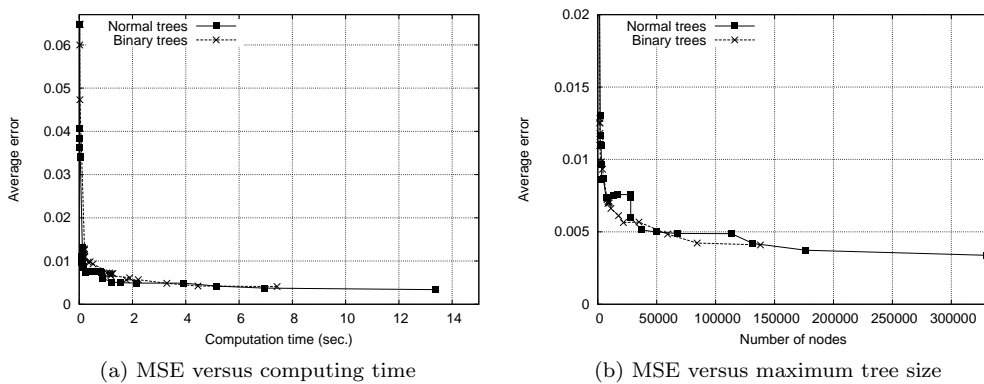 Normal trees
Binary trees
0.06
0.05
0.04
0.03
0.02
0.01
0
Average error
0 2 4 6 8 10 12 14
Computation time (sec.)
(a) MSE versus computing time
Normal trees
Binary trees
0.02
0.015
0.01
0.005
0
Average error
0 50000 100000 150000 200000 250000 300000
Number of nodes
(b) MSE versus maximum tree size